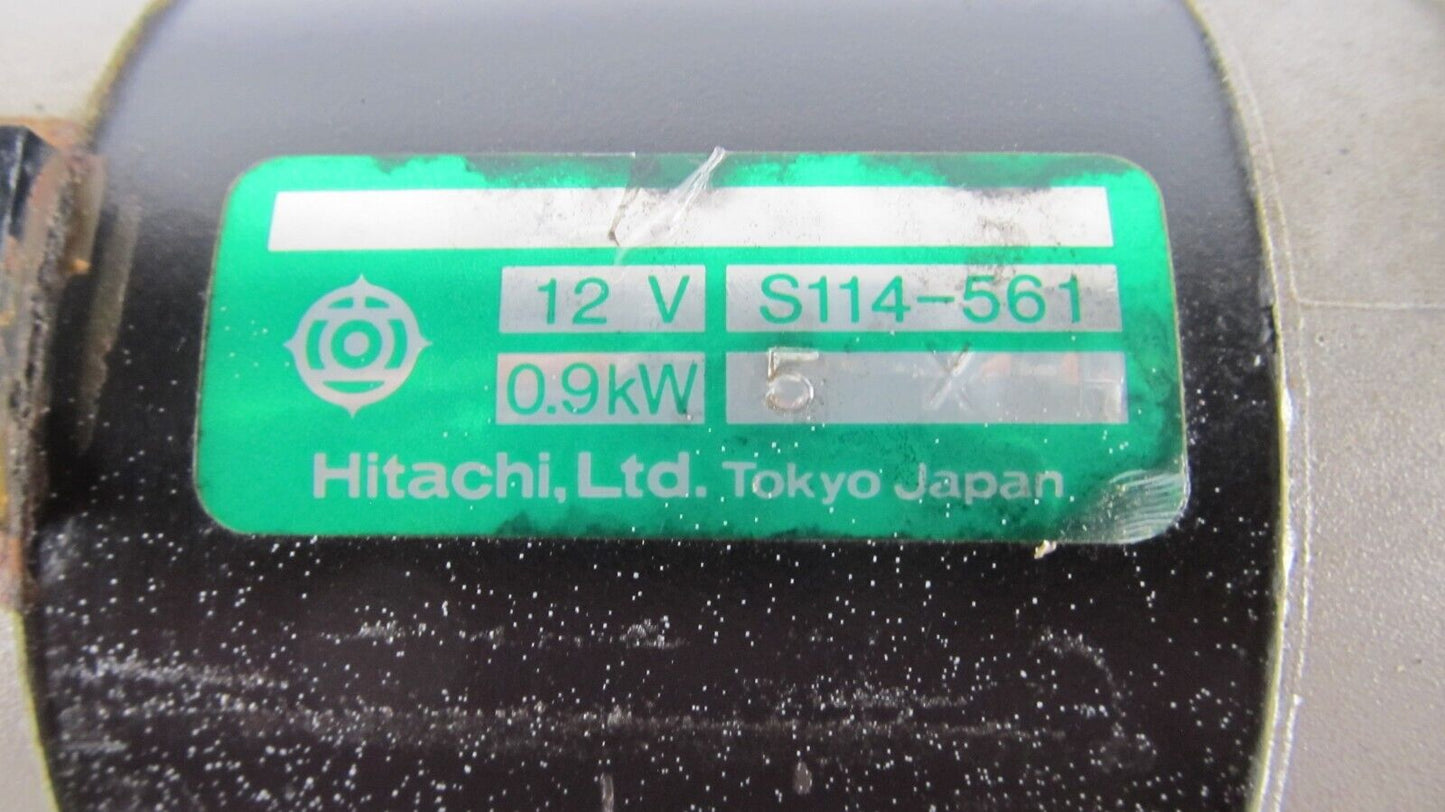 12 V S114-561
0.9kW 5 X
Hitachi, Ltd. Tokyo Japan